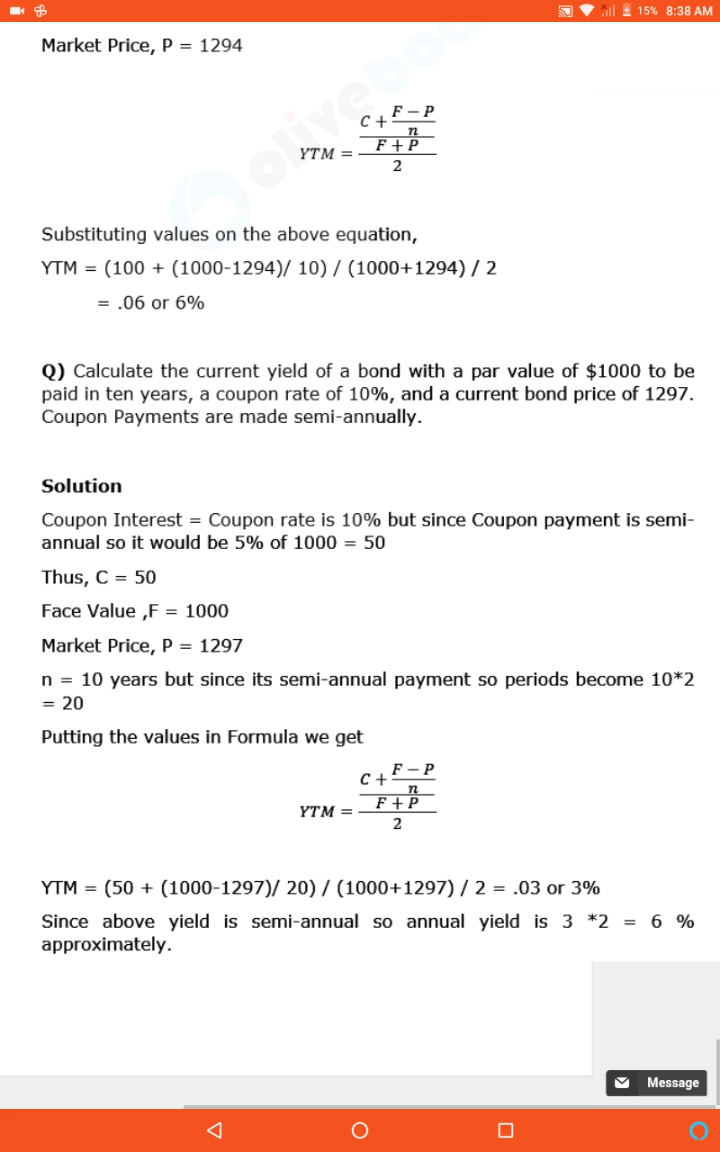 15% 8:38 AM
Market Price, P = 1294
olivebo
YTM = (C + (F − P)/n) / ((F + P)/2)
Substituting values on the above equation,
YTM = (100 + (1000-1294)/ 10) / (1000+1294) / 2
= .06 or 6%
Q) Calculate the current yield of a bond with a par value of $1000 to be
paid in ten years, a coupon rate of 10%, and a current bond price of 1297.
Coupon Payments are made semi-annually.
Solution
Coupon Interest = Coupon rate is 10% but since Coupon payment is semi-
annual so it would be 5% of 1000 = 50
Thus, C = 50
Face Value ,F = 1000
Market Price, P = 1297
n = 10 years but since its semi-annual payment so periods become 10*2
= 20
Putting the values in Formula we get
YTM = (C + (F − P)/n) / ((F + P)/2)
YTM = (50 + (1000-1297)/ 20) / (1000+1297) / 2 = .03 or 3%
Since above yield is semi-annual so annual yield is 3 *2 = 6 %
approximately.
Message